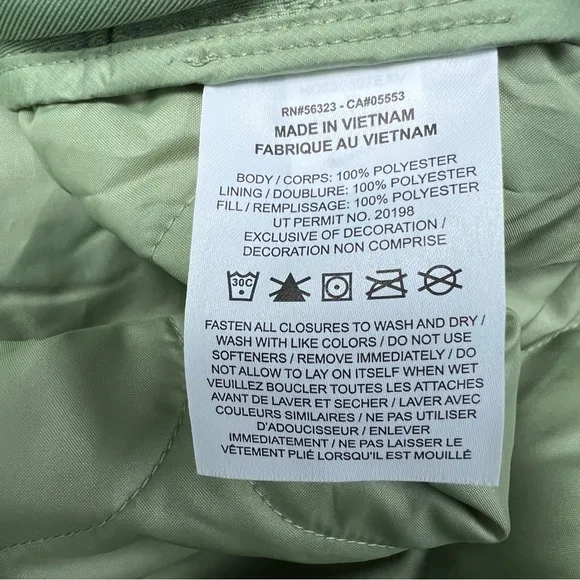 RN#56323 - CA#05553
MADE IN VIETNAM
FABRIQUE AU VIETNAM
BODY / CORPS: 100% POLYESTER
LINING / DOUBLURE: 100% POLYESTER
FILL / REMPLISSAGE: 100% POLYESTER
UT PERMIT NO. 20198
EXCLUSIVE OF DECORATION /
DECORATION NON COMPRISE
30C
FASTEN ALL CLOSURES TO WASH AND DRY /
WASH WITH LIKE COLORS / DO NOT USE
SOFTENERS / REMOVE IMMEDIATELY / DO
NOT ALLOW TO LAY ON ITSELF WHEN WET
VEUILLEZ BOUCLER TOUTES LES ATTACHES
AVANT DE LAVER ET SECHER / LAVER AVEC
COULEURS SIMILAIRES / NE PAS UTILISER
D'ADOUCISSEUR / ENLEVER
IMMEDIATEMENT / NE PAS LAISSER LE
VÊTEMENT PLIÉ LORSQU'IL EST MOUILLÉ